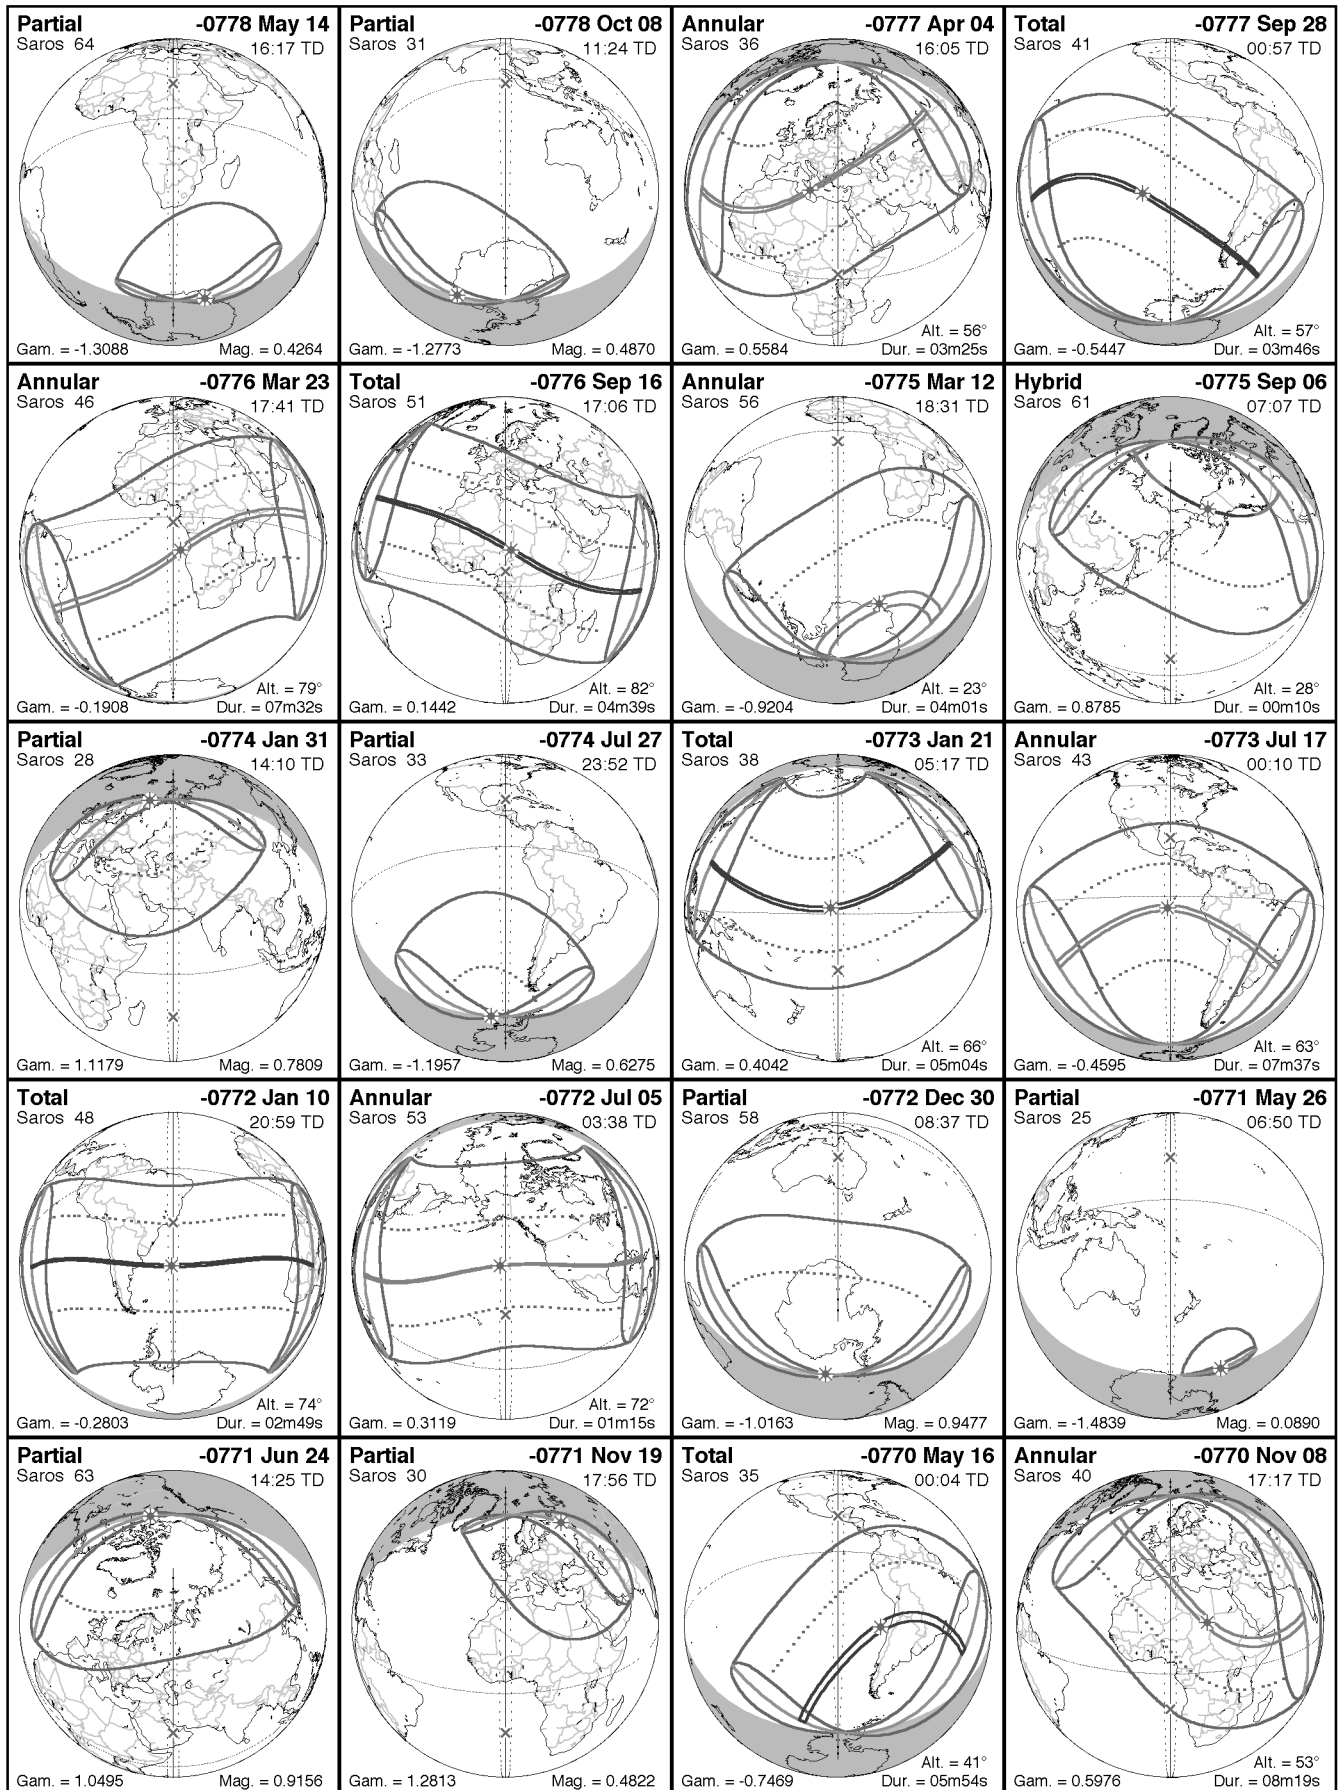 Partial -0778 May 14
Saros 64 16:17 TD
Gam. = -1.3088 Mag. = 0.4264
Partial -0778 Oct 08
Saros 31 11:24 TD
Gam. = -1.2773 Mag. = 0.4870
Annular -0777 Apr 04
Saros 36 16:05 TD
Alt. = 56°
Gam. = 0.5584 Dur. = 03m25s
Total -0777 Sep 28
Saros 41 00:57 TD
Alt. = 57°
Gam. = -0.5447 Dur. = 03m46s
Annular -0776 Mar 23
Saros 46 17:41 TD
Alt. = 79°
Gam. = -0.1908 Dur. = 07m32s
Total -0776 Sep 16
Saros 51 17:06 TD
Alt. = 82°
Gam. = 0.1442 Dur. = 04m39s
Annular -0775 Mar 12
Saros 56 18:31 TD
Alt. = 23°
Gam. = -0.9204 Dur. = 04m01s
Hybrid -0775 Sep 06
Saros 61 07:07 TD
Alt. = 28°
Gam. = 0.8785 Dur. = 00m10s
Partial -0774 Jan 31
Saros 28 14:10 TD
Gam. = 1.1179 Mag. = 0.7809
Partial -0774 Jul 27
Saros 33 23:52 TD
Gam. = -1.1957 Mag. = 0.6275
Total -0773 Jan 21
Saros 38 05:17 TD
Alt. = 66°
Gam. = 0.4042 Dur. = 05m04s
Annular -0773 Jul 17
Saros 43 00:10 TD
Alt. = 63°
Gam. = -0.4595 Dur. = 07m37s
Total -0772 Jan 10
Saros 48 20:59 TD
Alt. = 74°
Gam. = -0.2803 Dur. = 02m49s
Annular -0772 Jul 05
Saros 53 03:38 TD
Alt. = 72°
Gam. = 0.3119 Dur. = 01m15s
Partial -0772 Dec 30
Saros 58 08:37 TD
Gam. = -1.0163 Mag. = 0.9477
Partial -0771 May 26
Saros 25 06:50 TD
Gam. = -1.4839 Mag. = 0.0890
Partial -0771 Jun 24
Saros 63 14:25 TD
Gam. = 1.0495 Mag. = 0.9156
Partial -0771 Nov 19
Saros 30 17:56 TD
Gam. = 1.2813 Mag. = 0.4822
Total -0770 May 16
Saros 35 00:04 TD
Alt. = 41°
Gam. = -0.7469 Dur. = 05m54s
Annular -0770 Nov 08
Saros 40 17:17 TD
Alt. = 53°
Gam. = 0.5976 Dur. = 08m19s